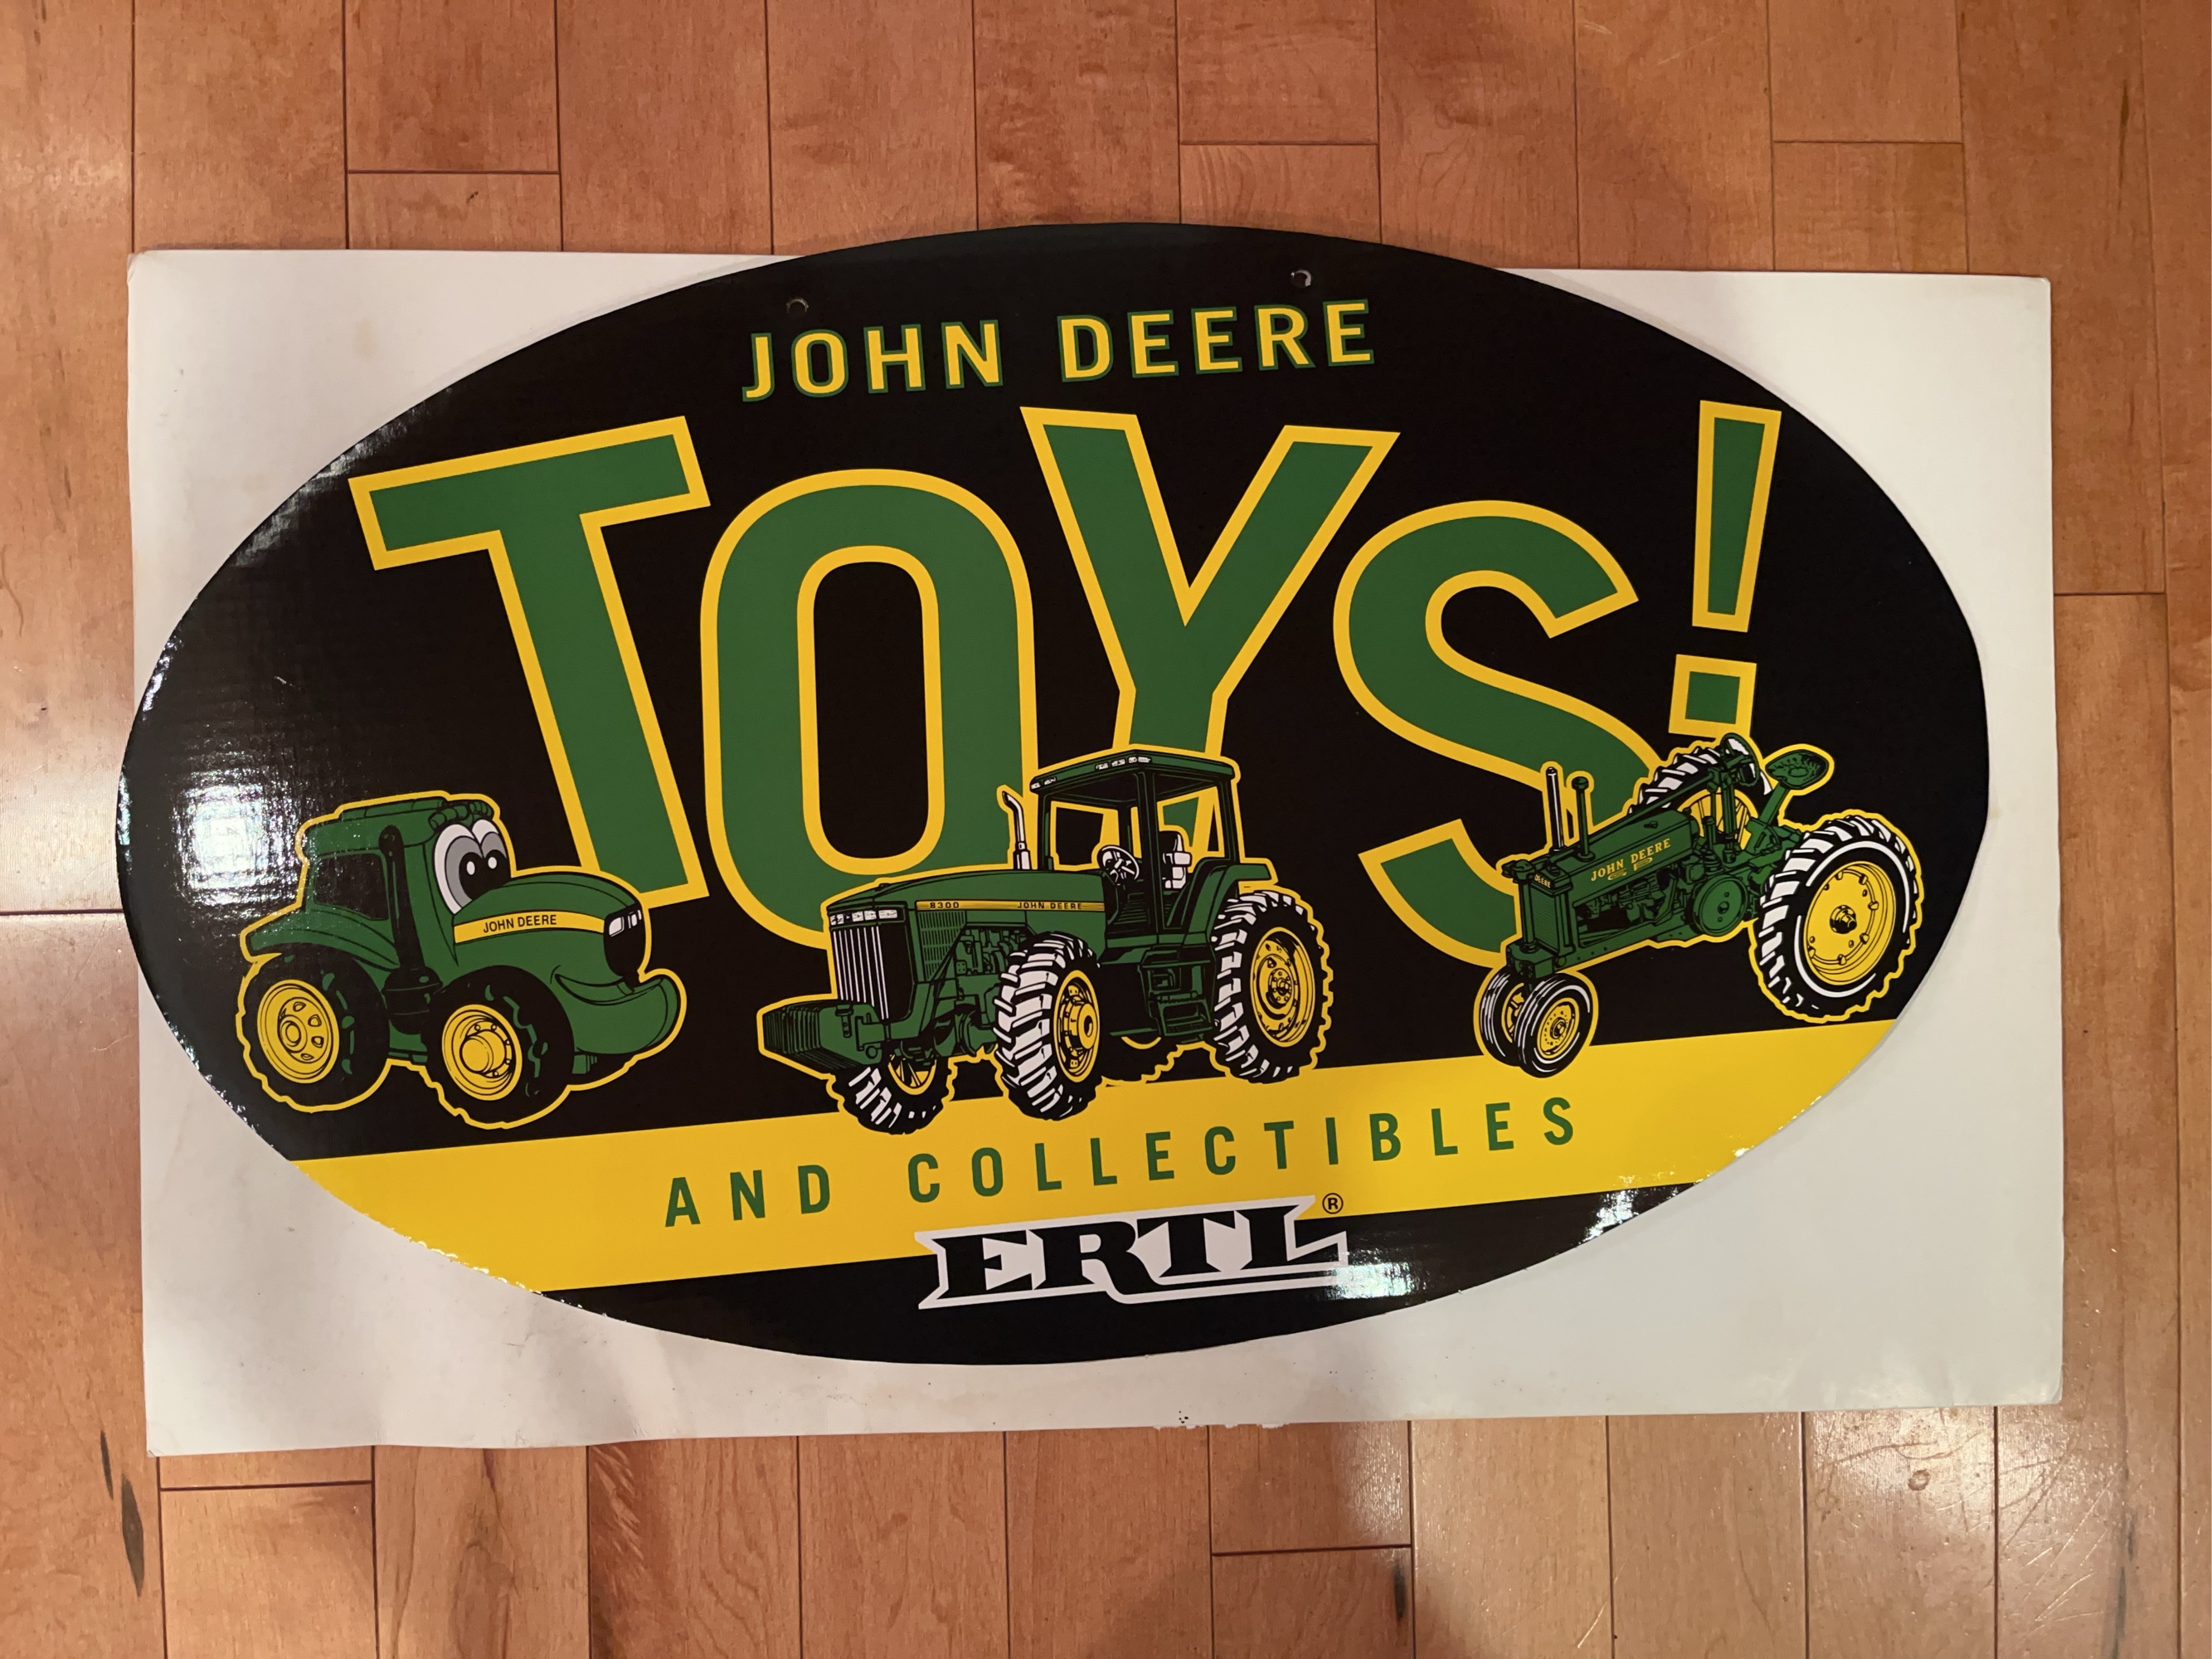 JOHN DEERE
TOYS!
JOHN DEERE
8300 JOHN DEERE
JOHN DEERE
AND COLLECTIBLES
ERTL®